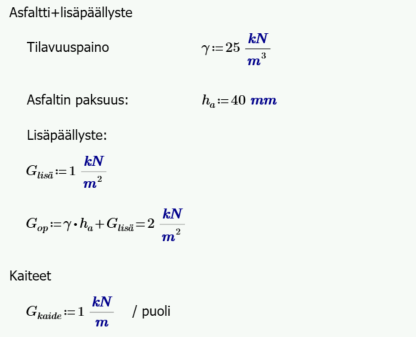 Asfaltti+lisäpäällyste
Tilavuuspaino γ:=25 kN/m³
Asfaltin paksuus: hₐ:=40 mm
Lisäpäällyste:
G_lisä:=1 kN/m²
G_op:=γ·hₐ+G_lisä=2 kN/m²
Kaiteet
G_kaide:=1 kN/m / puoli